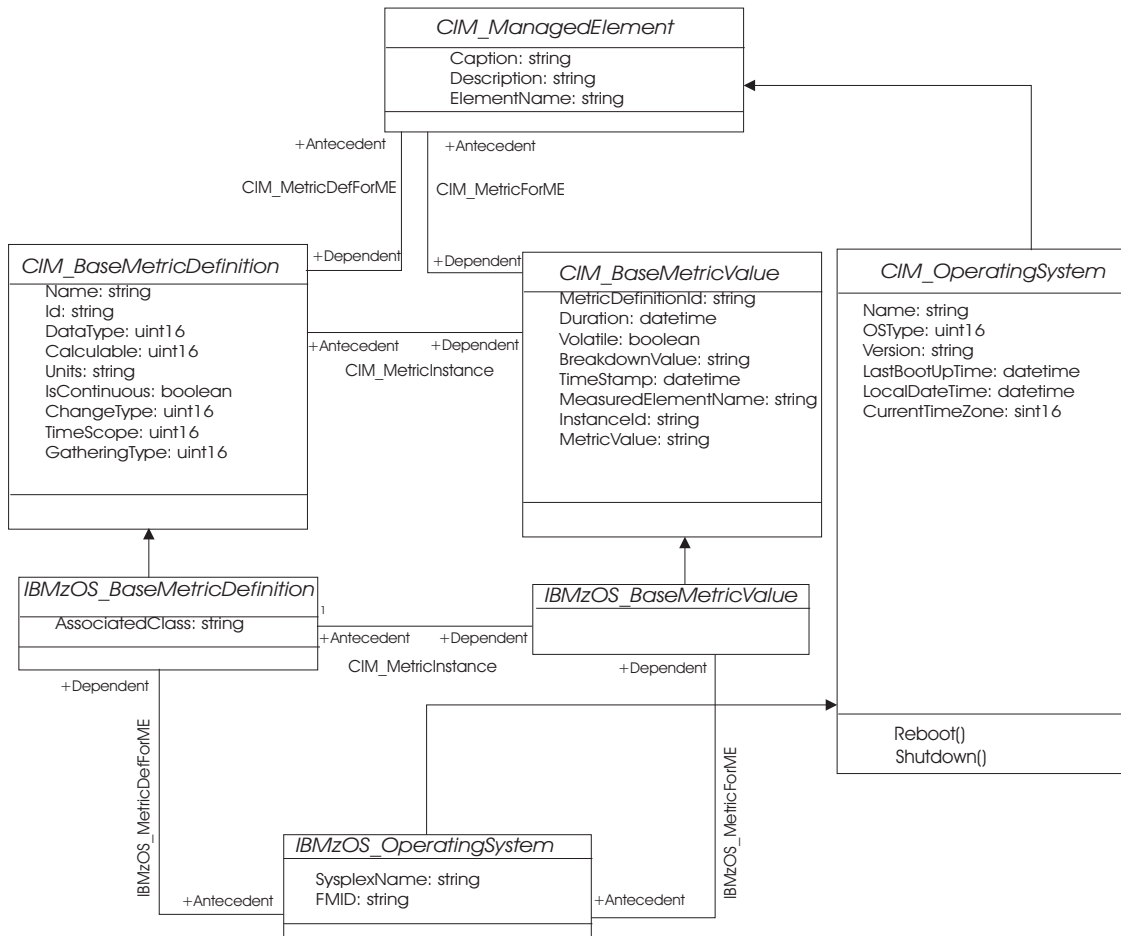 CIM_ManagedElement
Caption: string
Description: string
ElementName: string
+Antecedent
+Antecedent
CIM_MetricDefForME
CIM_MetricForME
+Dependent
+Dependent
CIM_BaseMetricDefinition
Name: string
Id: string
DataType: uint16
Calculable: uint16
Units: string
IsContinuous: boolean
ChangeType: uint16
TimeScope: uint16
GatheringType: uint16
+Antecedent
+Dependent
CIM_MetricInstance
CIM_BaseMetricValue
MetricDefinitionId: string
Duration: datetime
Volatile: boolean
BreakdownValue: string
TimeStamp: datetime
MeasuredElementName: string
InstanceId: string
MetricValue: string
CIM_OperatingSystem
Name: string
OSType: uint16
Version: string
LastBootUpTime: datetime
LocalDateTime: datetime
CurrentTimeZone: sint16
Reboot()
Shutdown()
IBMzOS_BaseMetricDefinition
AssociatedClass: string
1
+Antecedent
+Dependent
CIM_MetricInstance
IBMzOS_BaseMetricValue
+Dependent
+Dependent
IBMzOS_MetricDefForME
IBMzOS_MetricForME
IBMzOS_OperatingSystem
SysplexName: string
FMID: string
+Antecedent
+Antecedent